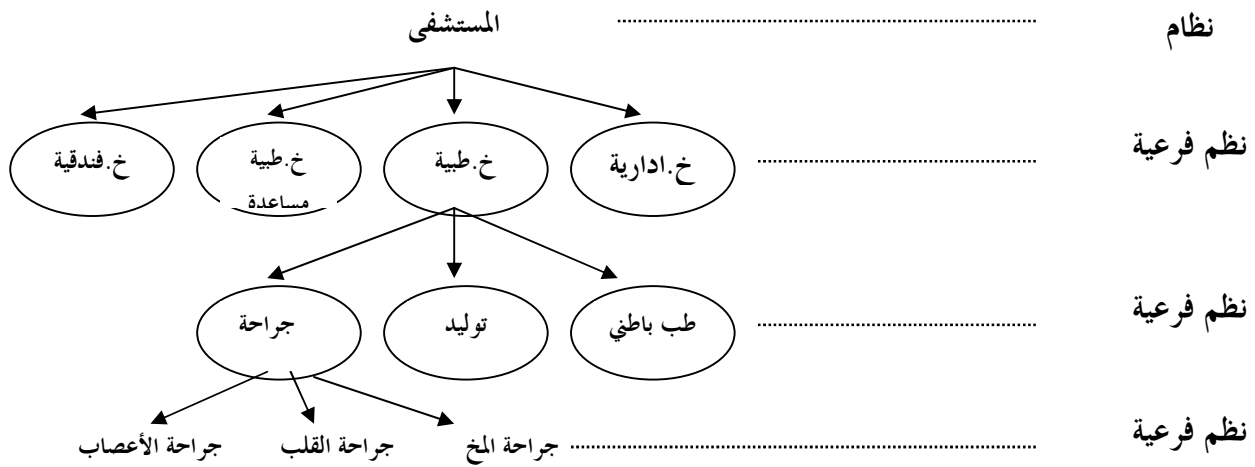 نظام
المستشفى
نظم فرعية
خ.ادارية
خ.طبية
خ.طبية
مساعدة
خ.فندقية
نظم فرعية
طب باطني
توليد
جراحة
نظم فرعية
جراحة المخ
جراحة القلب
جراحة الأعصاب